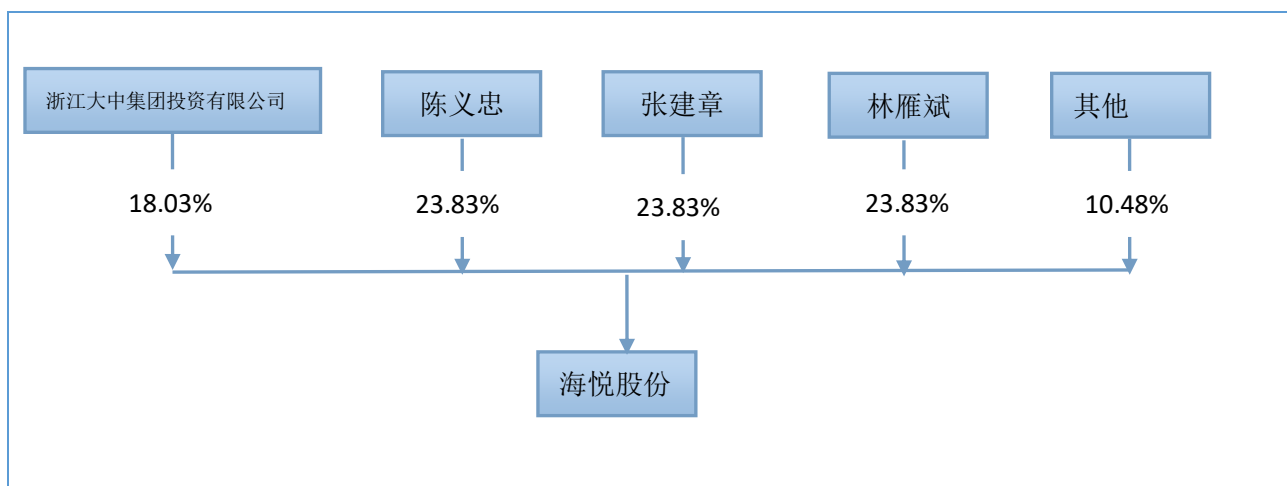 浙江大中集团投资有限公司
陈义忠
张建章
林雁斌
其他
18.03%
23.83%
23.83%
23.83%
10.48%
海悦股份